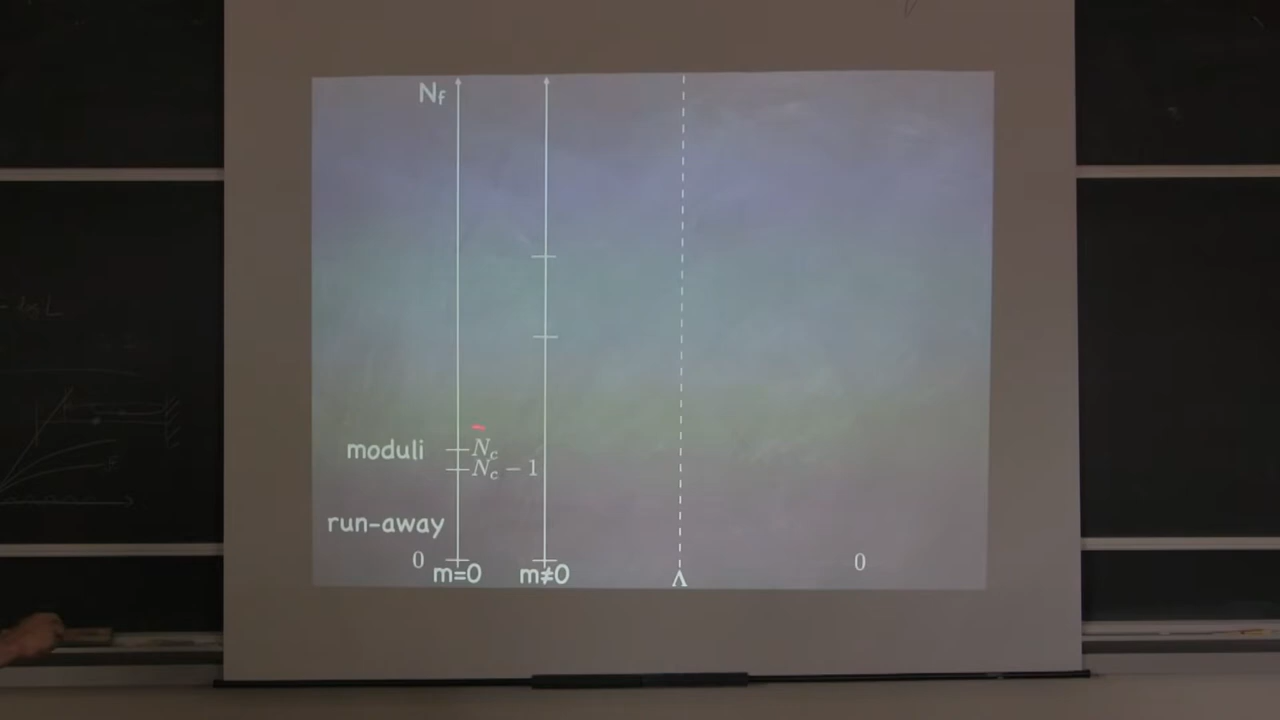 Nf
moduli
Nc
Nc − 1
run-away
0
0
m=0
m≠0
Λ